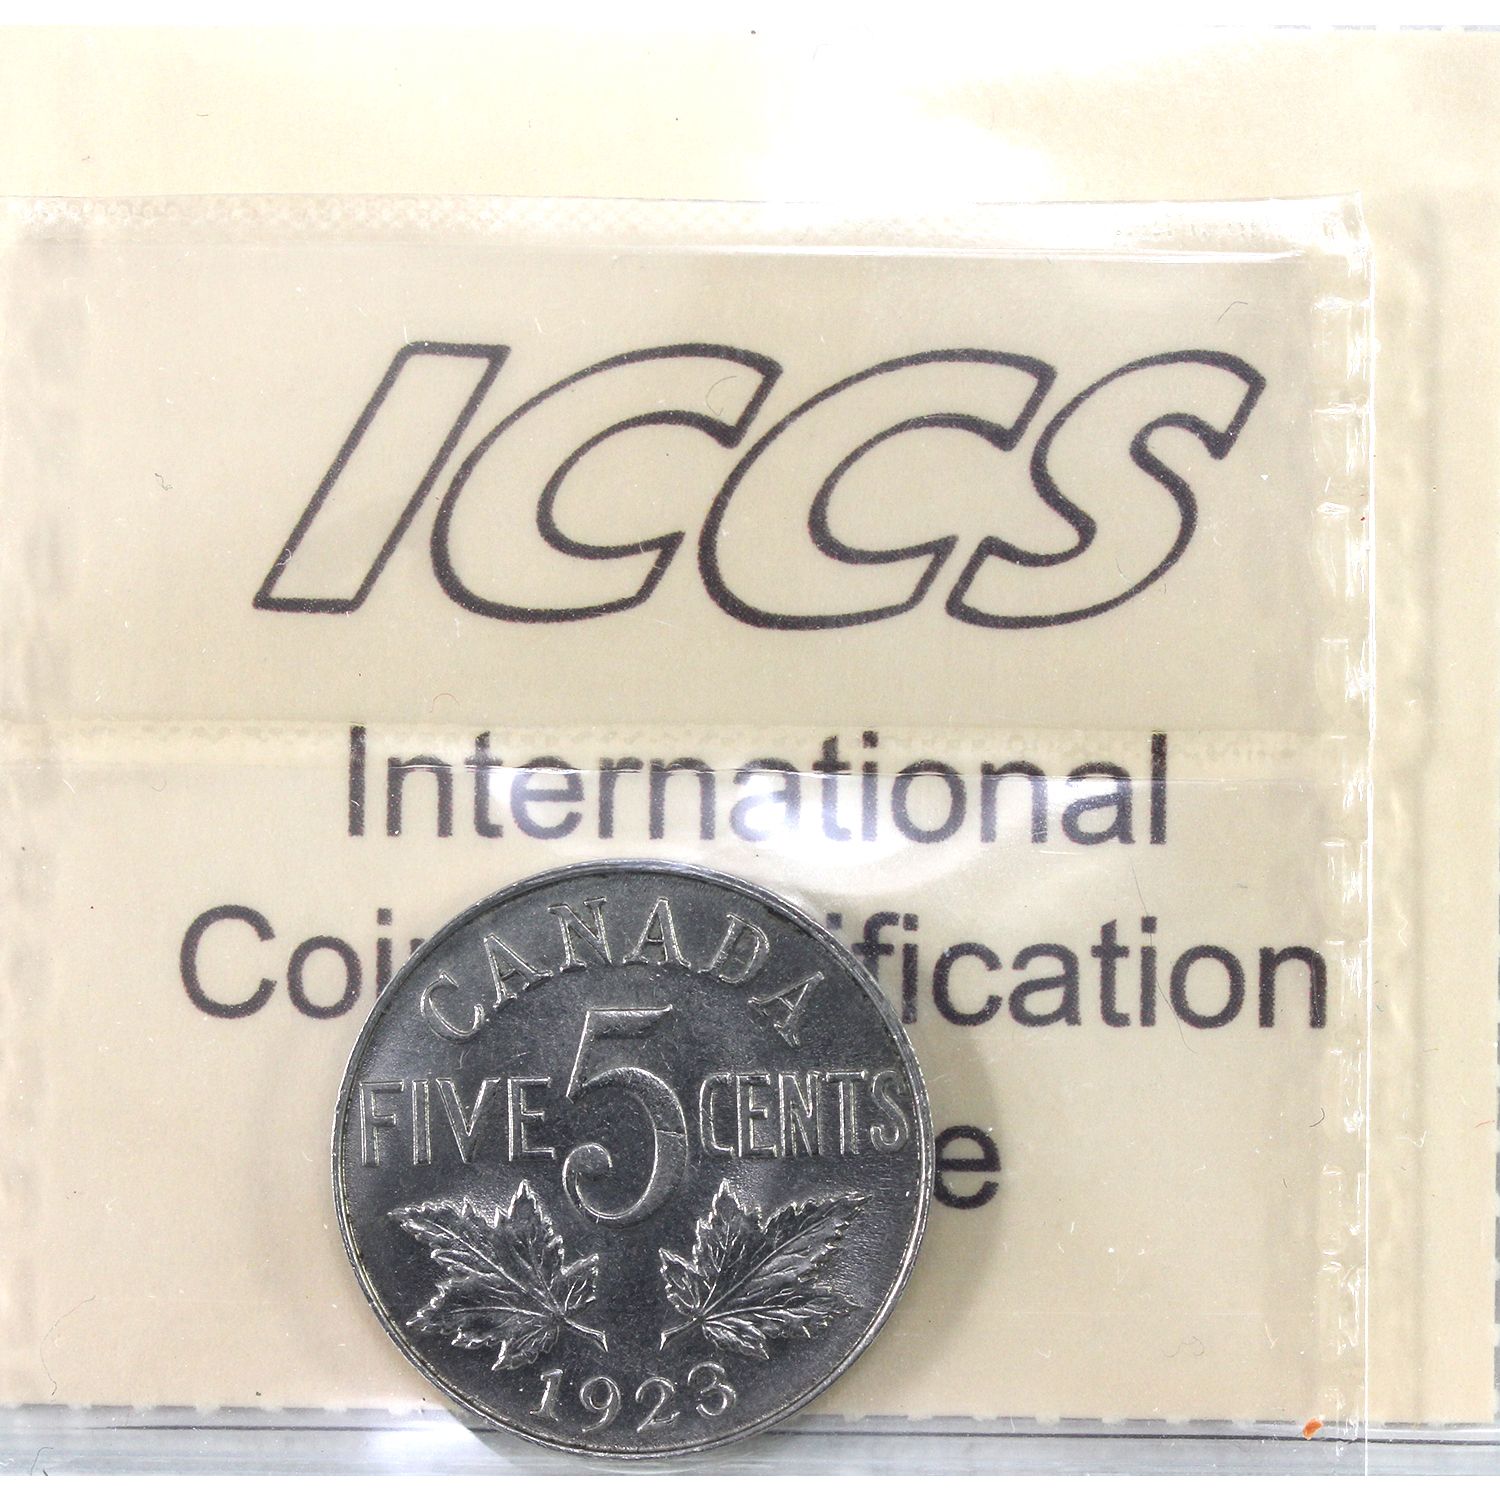 ICCS
International
Coi ification
e
CANADA
FIVE 5 CENTS
1923